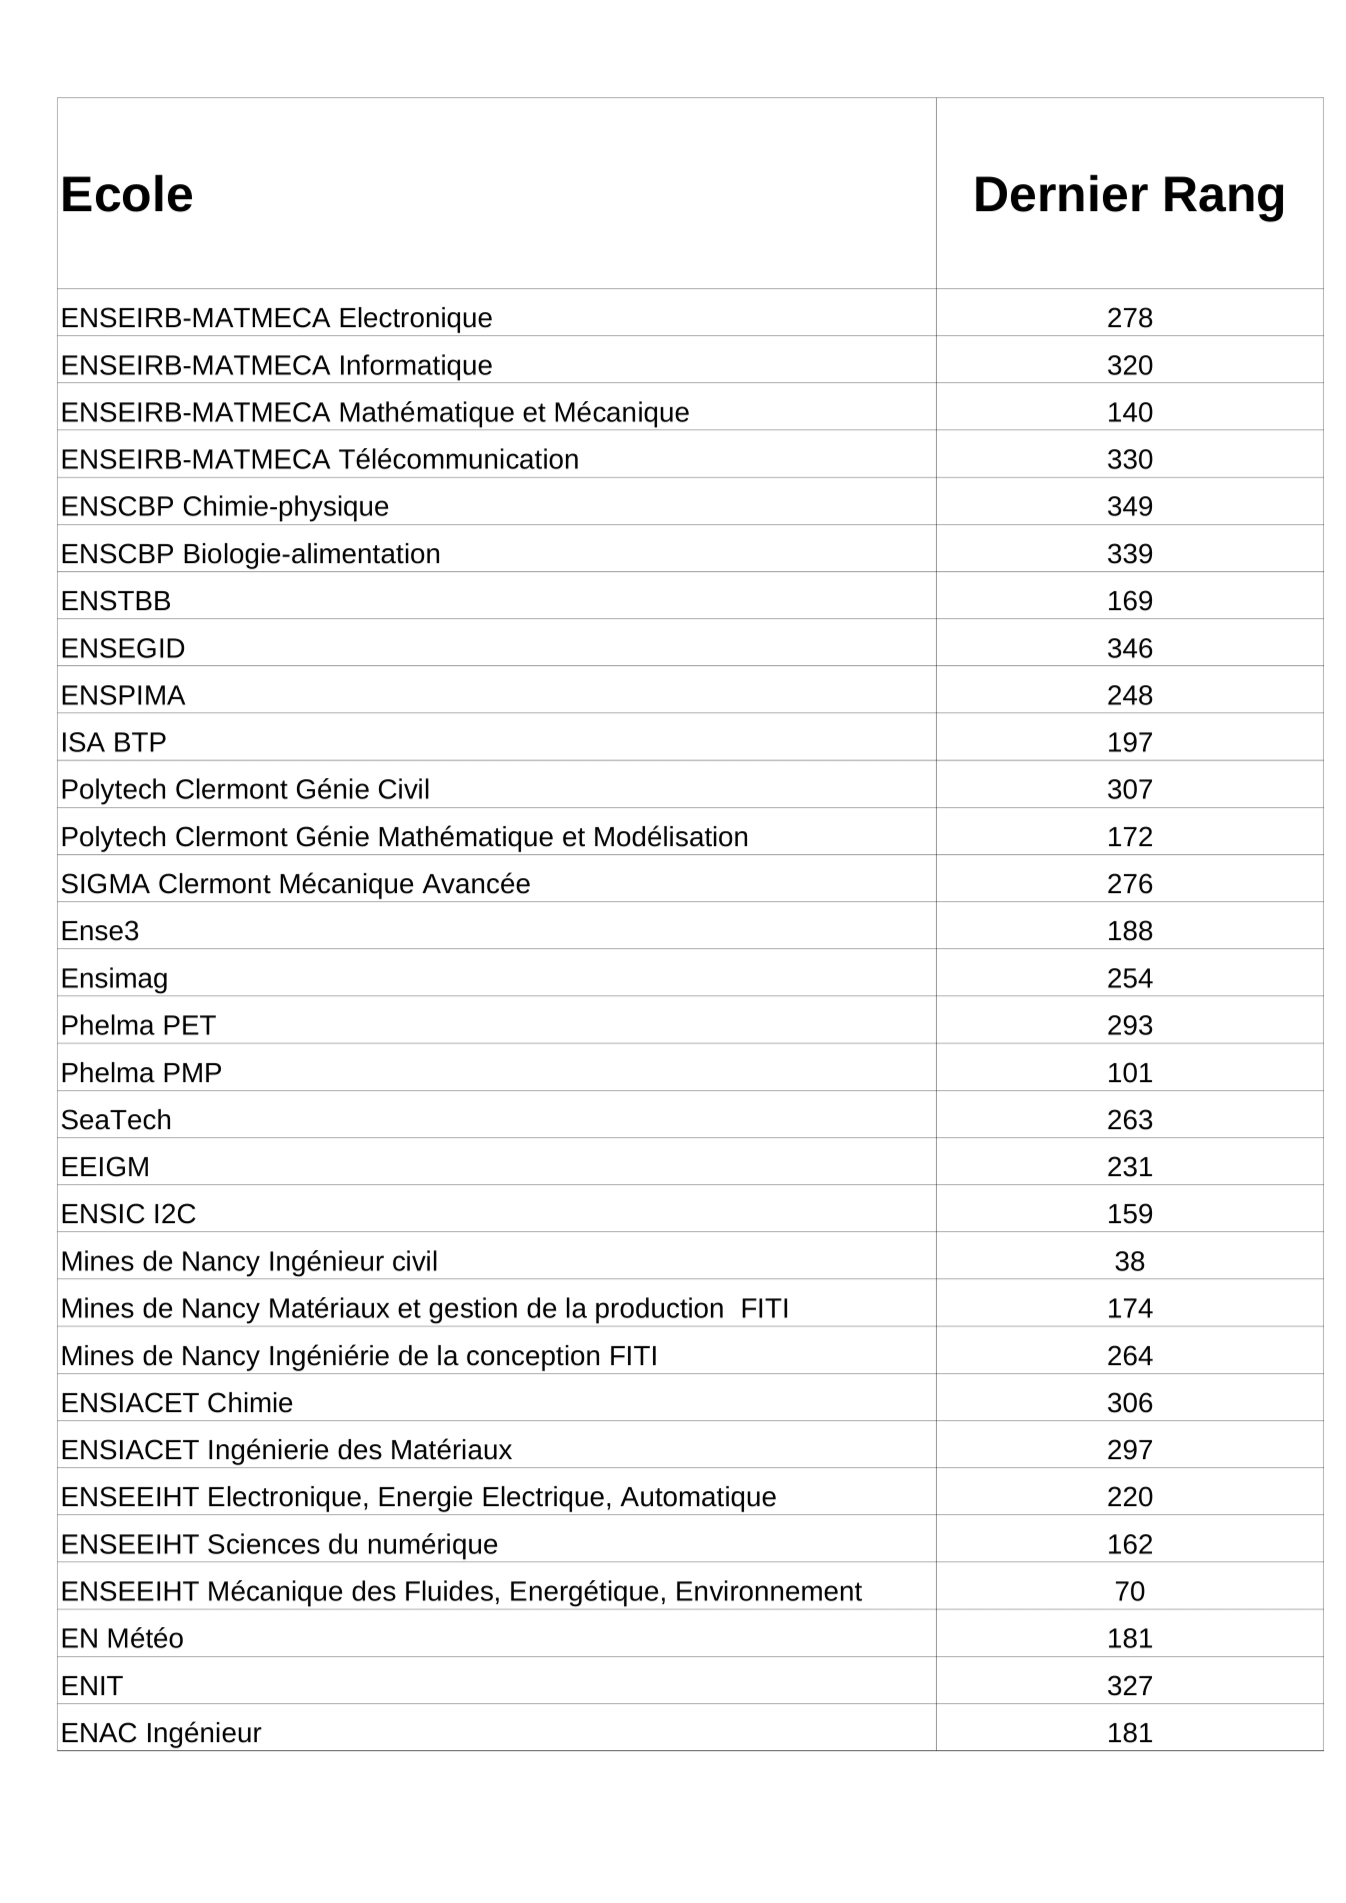 Ecole Dernier Rang
ENSEIRB-MATMECA Electronique 278
ENSEIRB-MATMECA Informatique 320
ENSEIRB-MATMECA Mathématique et Mécanique 140
ENSEIRB-MATMECA Télécommunication 330
ENSCBP Chimie-physique 349
ENSCBP Biologie-alimentation 339
ENSTBB 169
ENSEGID 346
ENSPIMA 248
ISA BTP 197
Polytech Clermont Génie Civil 307
Polytech Clermont Génie Mathématique et Modélisation 172
SIGMA Clermont Mécanique Avancée 276
Ense3 188
Ensimag 254
Phelma PET 293
Phelma PMP 101
SeaTech 263
EEIGM 231
ENSIC I2C 159
Mines de Nancy Ingénieur civil 38
Mines de Nancy Matériaux et gestion de la production  FITI 174
Mines de Nancy Ingéniérie de la conception FITI 264
ENSIACET Chimie 306
ENSIACET Ingénierie des Matériaux 297
ENSEEIHT Electronique, Energie Electrique, Automatique 220
ENSEEIHT Sciences du numérique 162
ENSEEIHT Mécanique des Fluides, Energétique, Environnement 70
EN Météo 181
ENIT 327
ENAC Ingénieur 181